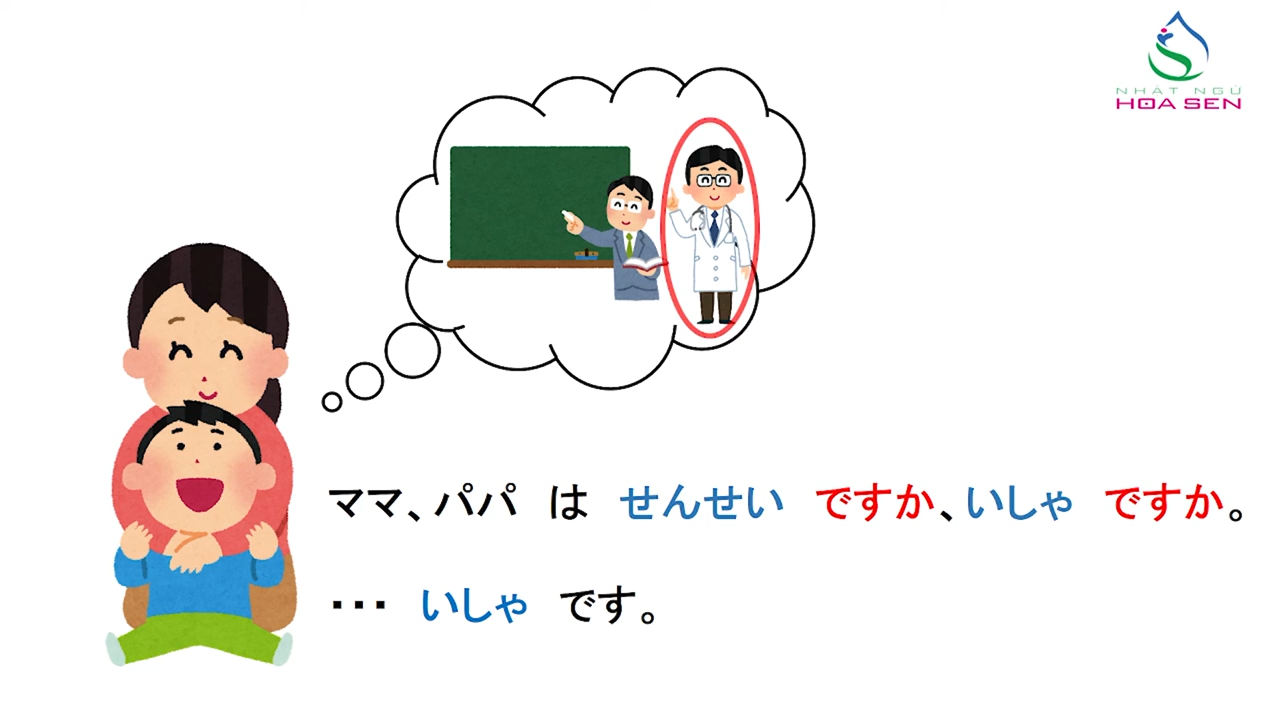 NHẬT NGỮ
HOA SEN
ママ、パパ は せんせい ですか、いしゃ ですか。
・・・ いしゃ です。